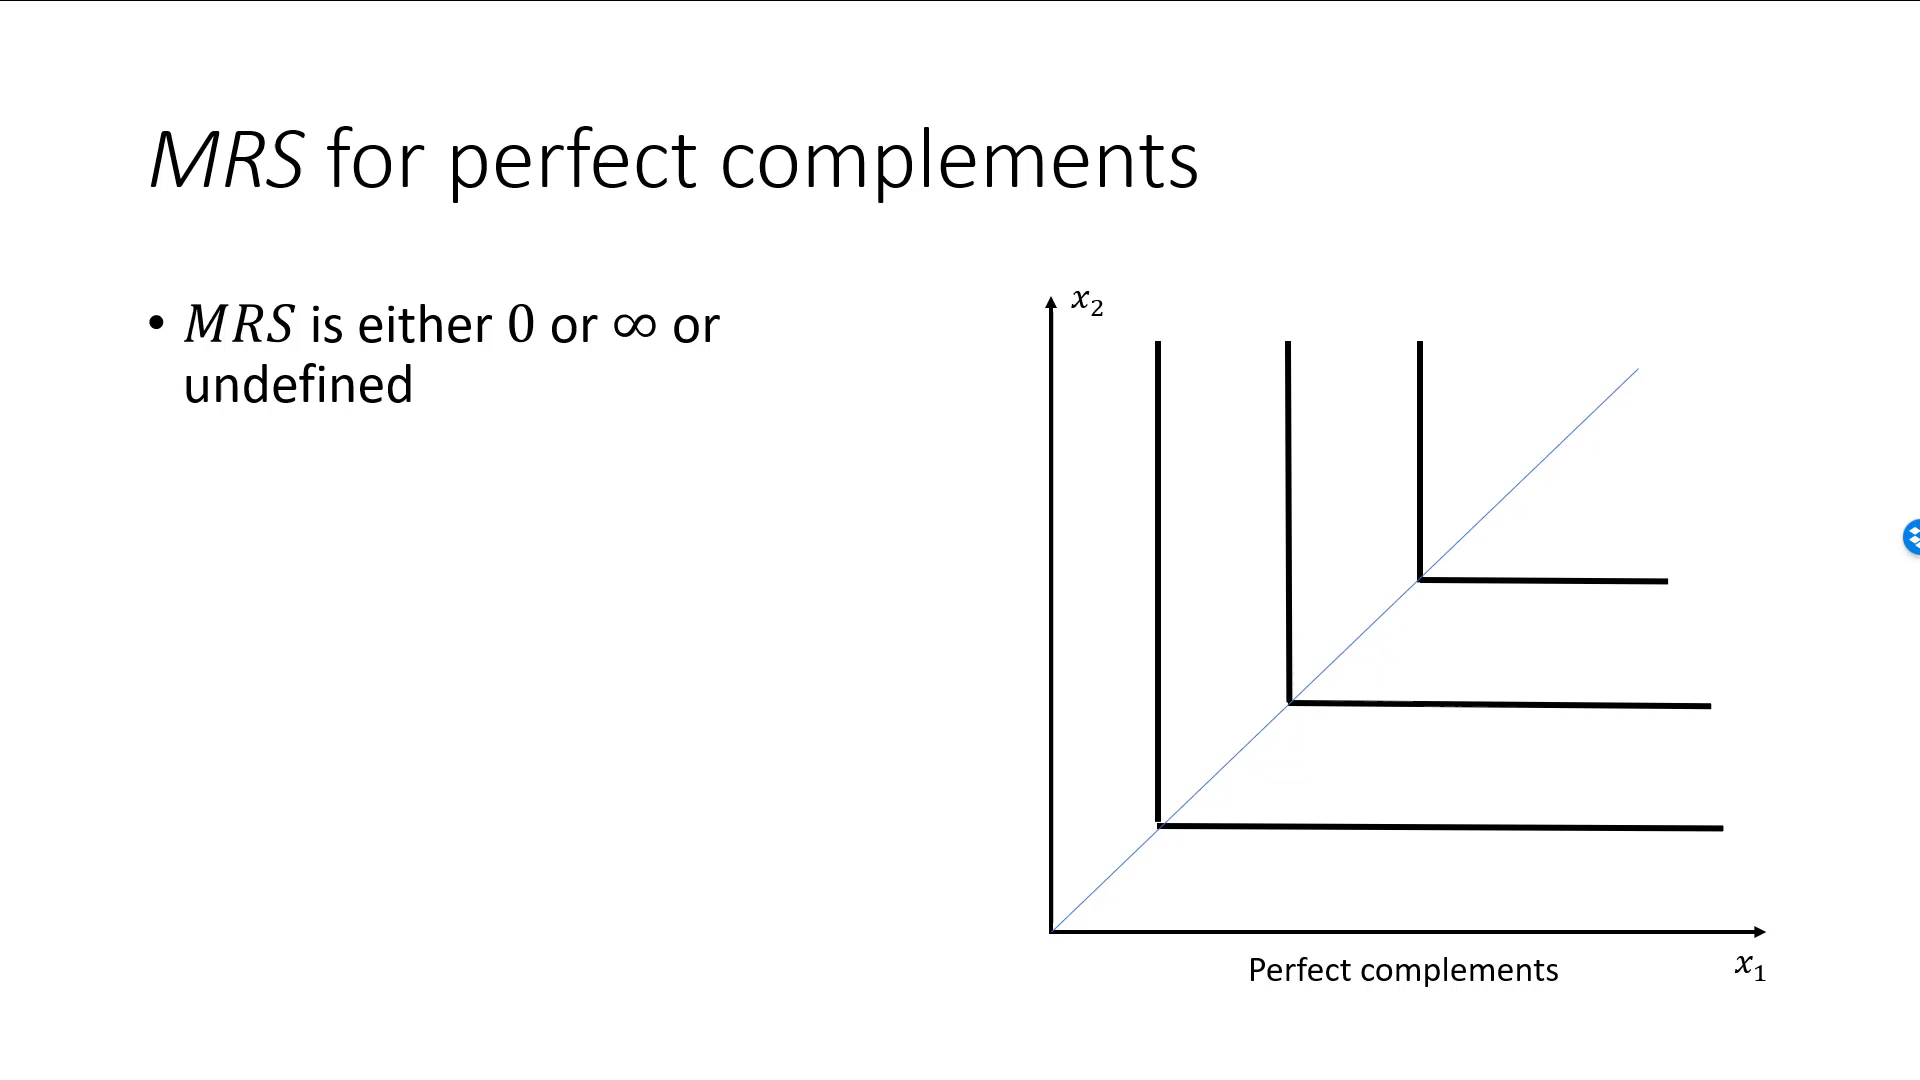 MRS for perfect complements
• MRS is either 0 or ∞ or
undefined
x₂
Perfect complements
x₁